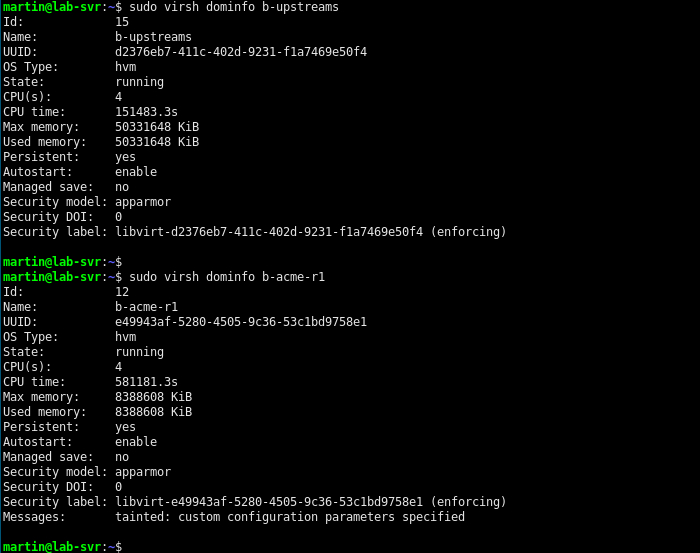 martin@lab-svr:~$ sudo virsh dominfo b-upstreams
Id:             15
Name:           b-upstreams
UUID:           d2376eb7-411c-402d-9231-f1a7469e50f4
OS Type:        hvm
State:          running
CPU(s):         4
CPU time:       151483.3s
Max memory:     50331648 KiB
Used memory:    50331648 KiB
Persistent:     yes
Autostart:      enable
Managed save:   no
Security model: apparmor
Security DOI:   0
Security label: libvirt-d2376eb7-411c-402d-9231-f1a7469e50f4 (enforcing)

martin@lab-svr:~$
martin@lab-svr:~$ sudo virsh dominfo b-acme-r1
Id:             12
Name:           b-acme-r1
UUID:           e49943af-5280-4505-9c36-53c1bd9758e1
OS Type:        hvm
State:          running
CPU(s):         4
CPU time:       581181.3s
Max memory:     8388608 KiB
Used memory:    8388608 KiB
Persistent:     yes
Autostart:      enable
Managed save:   no
Security model: apparmor
Security DOI:   0
Security label: libvirt-e49943af-5280-4505-9c36-53c1bd9758e1 (enforcing)
Messages:       tainted: custom configuration parameters specified

martin@lab-svr:~$